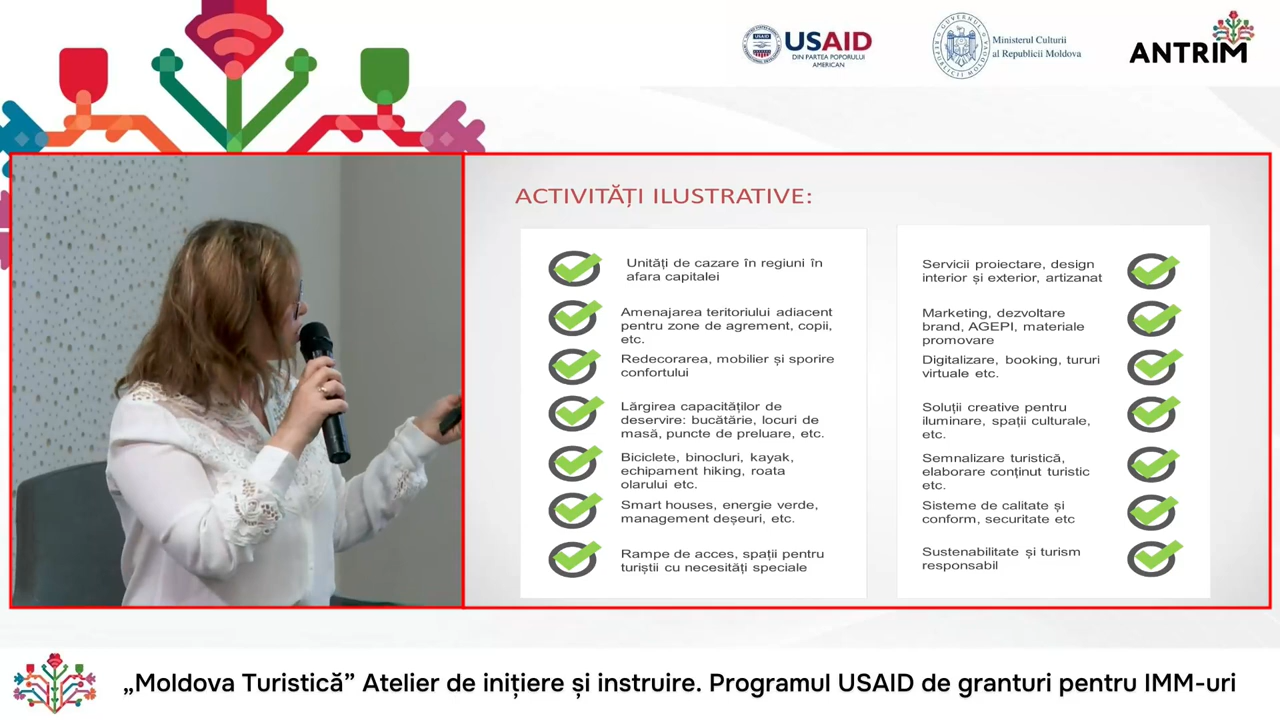 USAID
DIN PARTEA POPORULUI
AMERICAN
Ministerul Culturii
al Republicii Moldova
ANTRIM
ACTIVITĂȚI ILUSTRATIVE:
Unități de cazare în regiuni în
afara capitalei
Amenajarea teritoriului adiacent
pentru zone de agrement, copii,
etc.
Redecorarea, mobilier și sporire
confortului
Lărgirea capacităților de
deservire: bucătărie, locuri de
masă, puncte de preluare, etc.
Biciclete, binocluri, kayak,
echipament hiking, roata
olarului etc.
Smart houses, energie verde,
management deșeuri, etc.
Rampe de acces, spații pentru
turiștii cu necesități speciale
Servicii proiectare, design
interior și exterior, artizanat
Marketing, dezvoltare
brand, AGEPI, materiale
promovare
Digitalizare, booking, tururi
virtuale etc.
Soluții creative pentru
iluminare, spații culturale,
etc.
Semnalizare turistică,
elaborare conținut turistic
etc.
Sisteme de calitate și
conform, securitate etc
Sustenabilitate și turism
responsabil
„Moldova Turistică” Atelier de inițiere și instruire. Programul USAID de granturi pentru IMM-uri